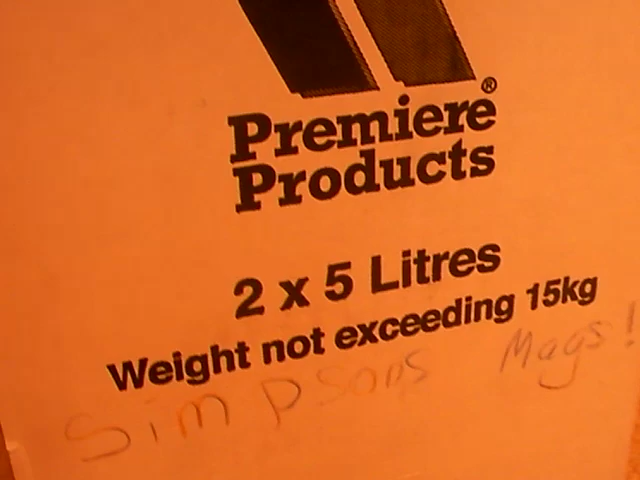 Premiere®
Products
2 x 5 Litres
Weight not exceeding 15kg
Simpsons Mags!